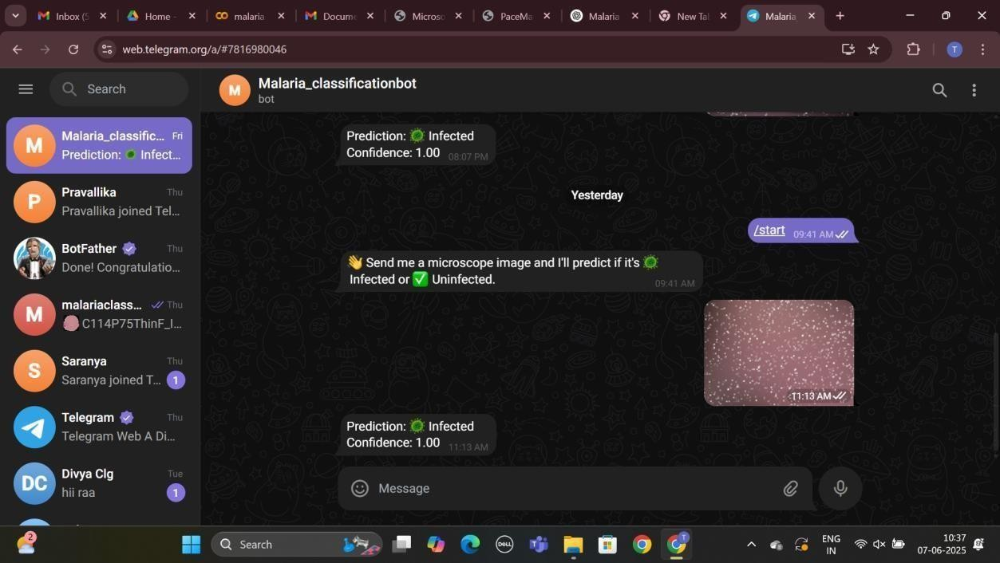 Inbox (5
Home -
malaria
Docume
Microso
PaceMa
Malaria
New Tab
Malaria_
web.telegram.org/a/#7816980046
T
Search
M
Malaria_classificationbot
bot
M
Malaria_classific... Fri
Prediction: Infect...
P
Pravallika Thu
Pravallika joined Tel...
BotFather Thu
Done! Congratulatio...
M
malariaclass... Thu
C114P75ThinF_I...
S
Saranya Thu
Saranya joined T... 1
Telegram Thu
Telegram Web A Di...
DC
Divya Clg Tue
hii raa 1
Prediction: 🦠 Infected
Confidence: 1.00 08:07 PM
Yesterday
/start 09:41 AM
👋 Send me a microscope image and I'll predict if it's 🦠
Infected or ✅ Uninfected.
09:41 AM
11:13 AM
Prediction: 🦠 Infected
Confidence: 1.00 11:13 AM
Message
2
Search
DELL
T
T
ENG
IN
10:37
07-06-2025